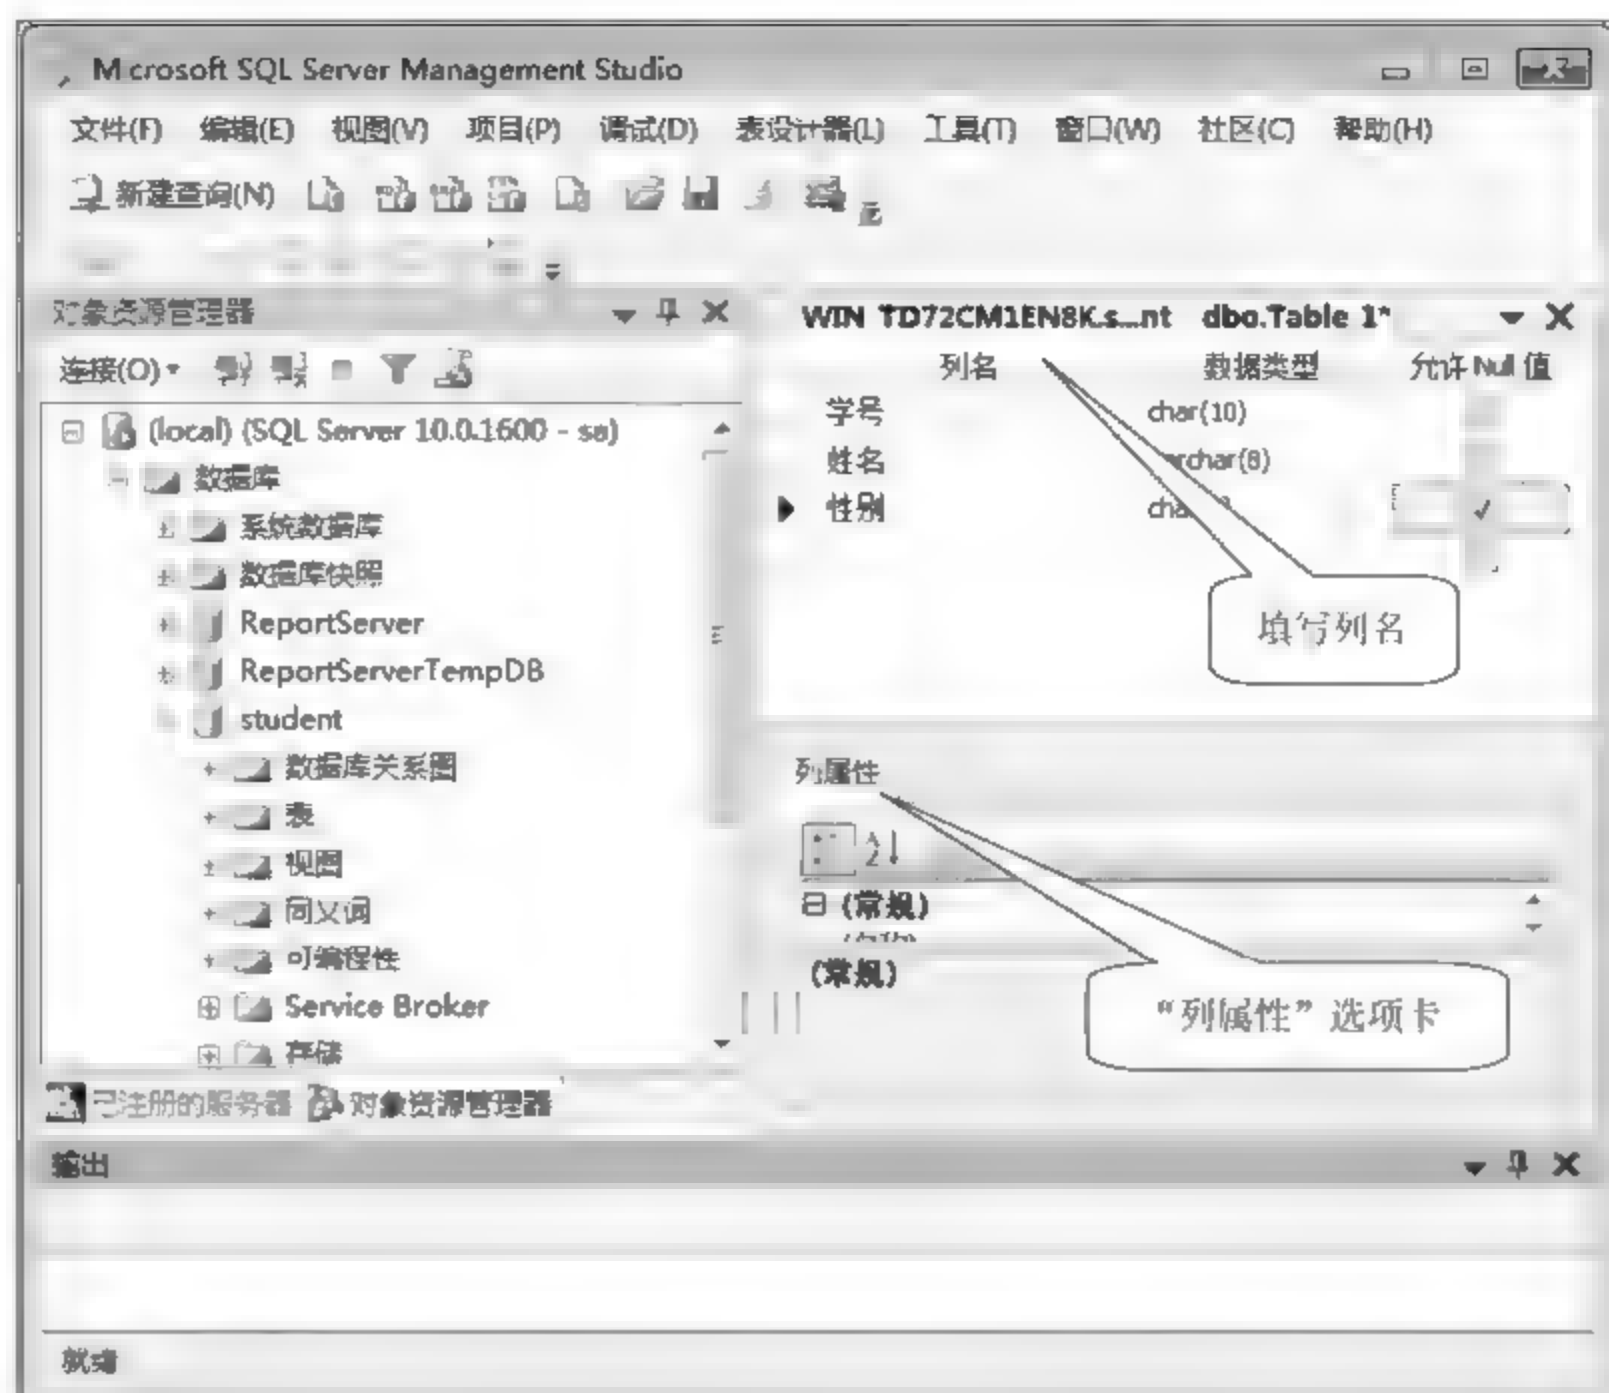 Microsoft SQL Server Management Studio
文件(F) 编辑(E) 视图(V) 项目(P) 调试(D) 表设计器(L) 工具(T) 窗口(W) 社区(C) 帮助(H)
新建查询(N)
对象资源管理器
连接(O)
(local) (SQL Server 10.0.1600 - sa)
数据库
系统数据库
数据库快照
ReportServer
ReportServerTempDB
student
数据库关系图
表
视图
同义词
可编程性
Service Broker
存储
已注册的服务器 对象资源管理器
WIN TD72CM1EN8K.s...nt dbo.Table 1*
列名 数据类型 允许 Null 值
学号 char(10)
姓名 rchar(8)
性别 cha
填写列名
列属性
(常规)
(常规)
“列属性”选项卡
输出
就绪